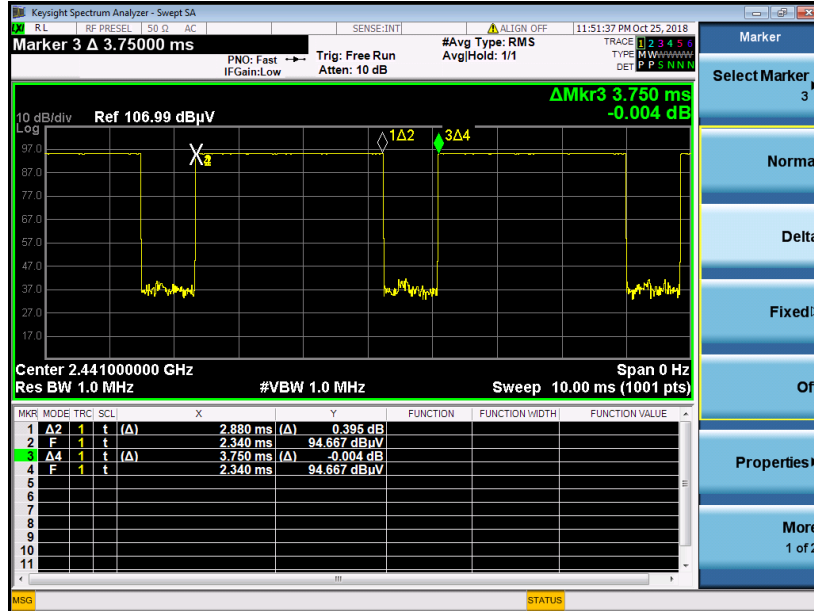 Keysight Spectrum Analyzer - Swept SA
LXI RL RF PRESEL 50 Ω AC SENSE:INT ALIGN OFF 11:51:37 PM Oct 25, 2018
Marker 3 Δ 3.75000 ms
#Avg Type: RMS
TRACE 1 2 3 4 5 6
PNO: Fast Trig: Free Run Avg|Hold: 1/1 TYPE M W
IFGain:Low Atten: 10 dB DET P P S N N N
ΔMkr3 3.750 ms
-0.004 dB
10 dB/div Ref 106.99 dBµV
Log
97.0
87.0
77.0
67.0
57.0
47.0
37.0
27.0
17.0
1Δ2 3Δ4
Center 2.441000000 GHz Span 0 Hz
Res BW 1.0 MHz #VBW 1.0 MHz Sweep 10.00 ms (1001 pts)
MKR MODE TRC SCL X Y FUNCTION FUNCTION WIDTH FUNCTION VALUE
1 Δ2 1 t (Δ) 2.880 ms (Δ) 0.395 dB
2 F 1 t 2.340 ms 94.667 dBµV
3 Δ4 1 t (Δ) 3.750 ms (Δ) -0.004 dB
4 F 1 t 2.340 ms 94.667 dBµV
5
6
7
8
9
10
11
MSG STATUS
Marker
Select Marker
3
Norma
Delta
Fixed
Of
Properties
More
1 of 2